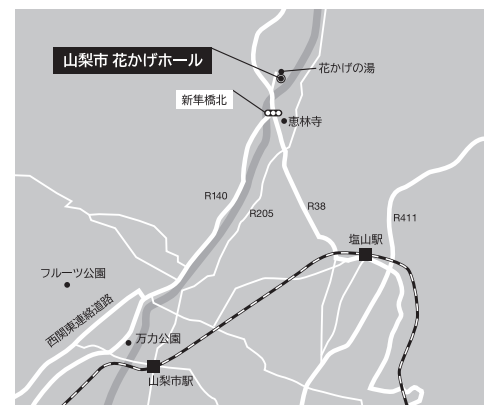 山梨市 花かげホール
花かげの湯
新隼橋北
恵林寺
R140
R205
R38
R411
塩山駅
フルーツ公園
西関東連絡道路
万力公園
山梨市駅